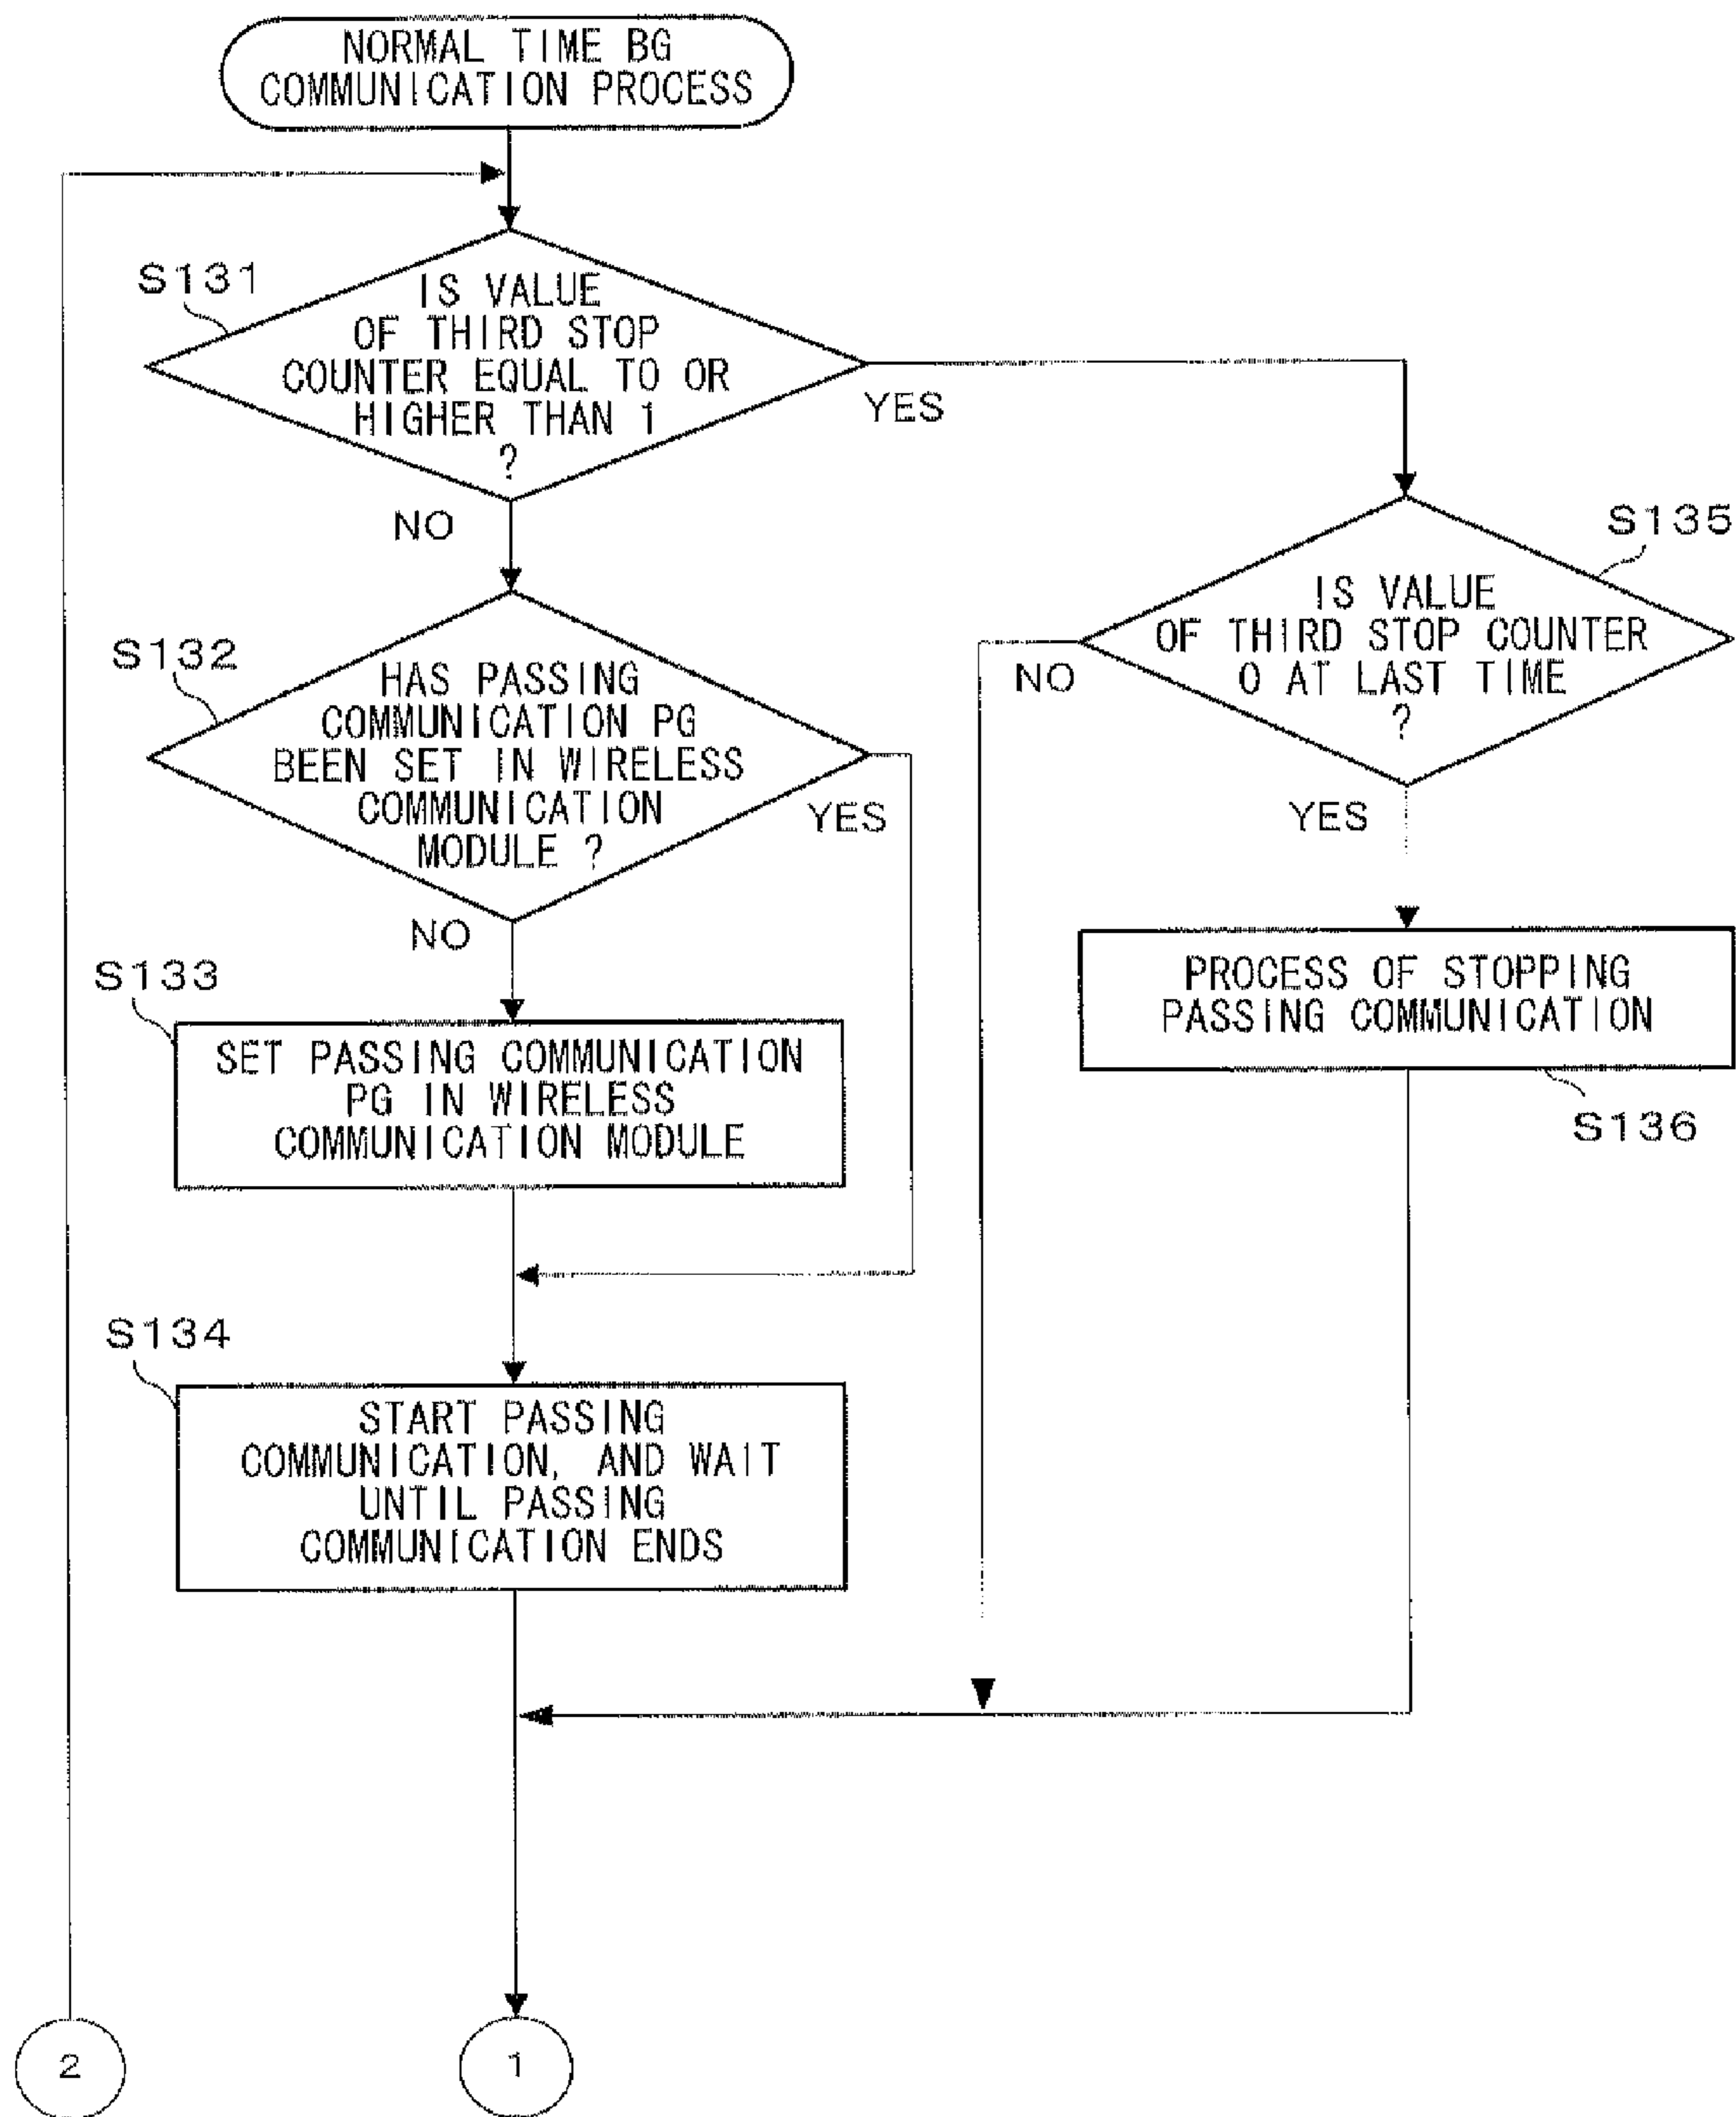 NORMAL TIME BG
COMMUNICATION PROCESS
S131
IS VALUE
OF THIRD STOP
COUNTER EQUAL TO OR
HIGHER THAN 1
?
YES
NO
S132
HAS PASSING
COMMUNICATION PG
BEEN SET IN WIRELESS
COMMUNICATION
MODULE ?
YES
NO
S133
SET PASSING COMMUNICATION
PG IN WIRELESS
COMMUNICATION MODULE
S134
START PASSING
COMMUNICATION, AND WAIT
UNTIL PASSING
COMMUNICATION ENDS
S135
IS VALUE
OF THIRD STOP COUNTER
0 AT LAST TIME
?
NO
YES
PROCESS OF STOPPING
PASSING COMMUNICATION
S136
2
1